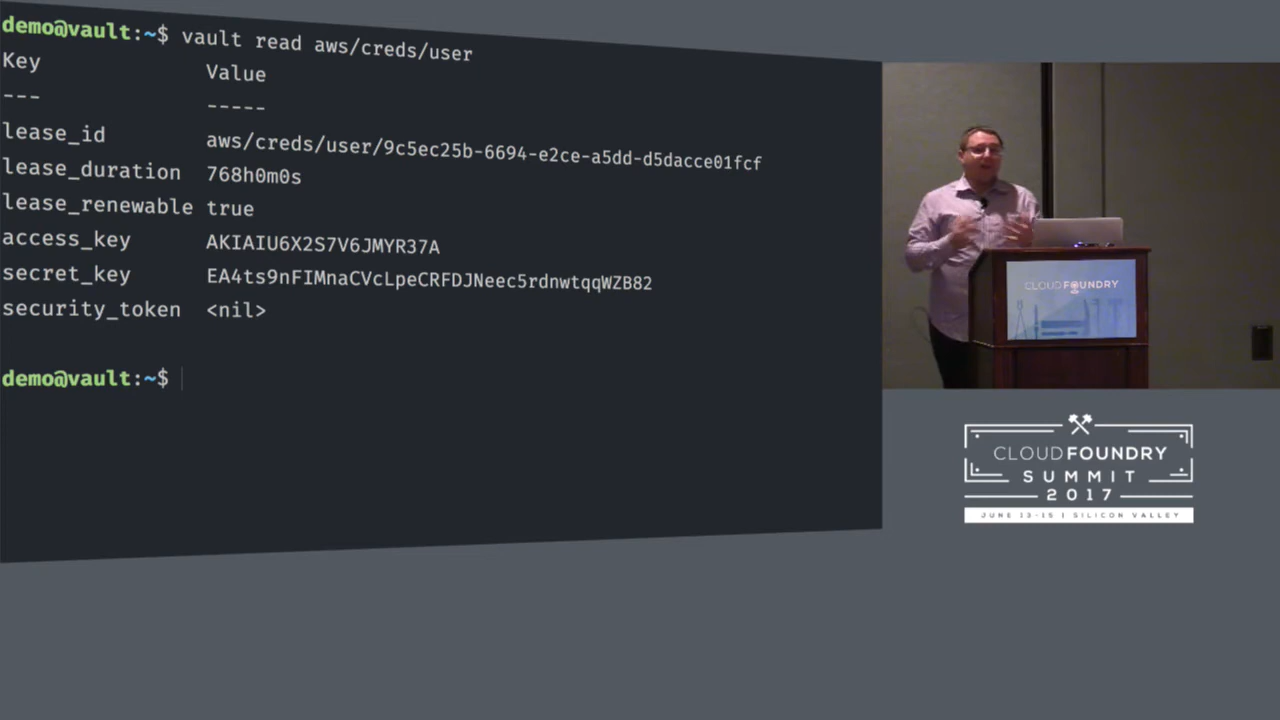 demo@vault:~$ vault read aws/creds/user
Key Value
--- -----
lease_id aws/creds/user/9c5ec25b-6694-e2ce-a5dd-d5dacce01fcf
lease_duration 768h0m0s
lease_renewable true
access_key AKIAIU6X2S7V6JMYR37A
secret_key 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
security_token <nil>
demo@vault:~$
CLOUD FOUNDRY
CLOUD FOUNDRY
SUMMIT
2017
JUNE 13-15 | SILICON VALLEY